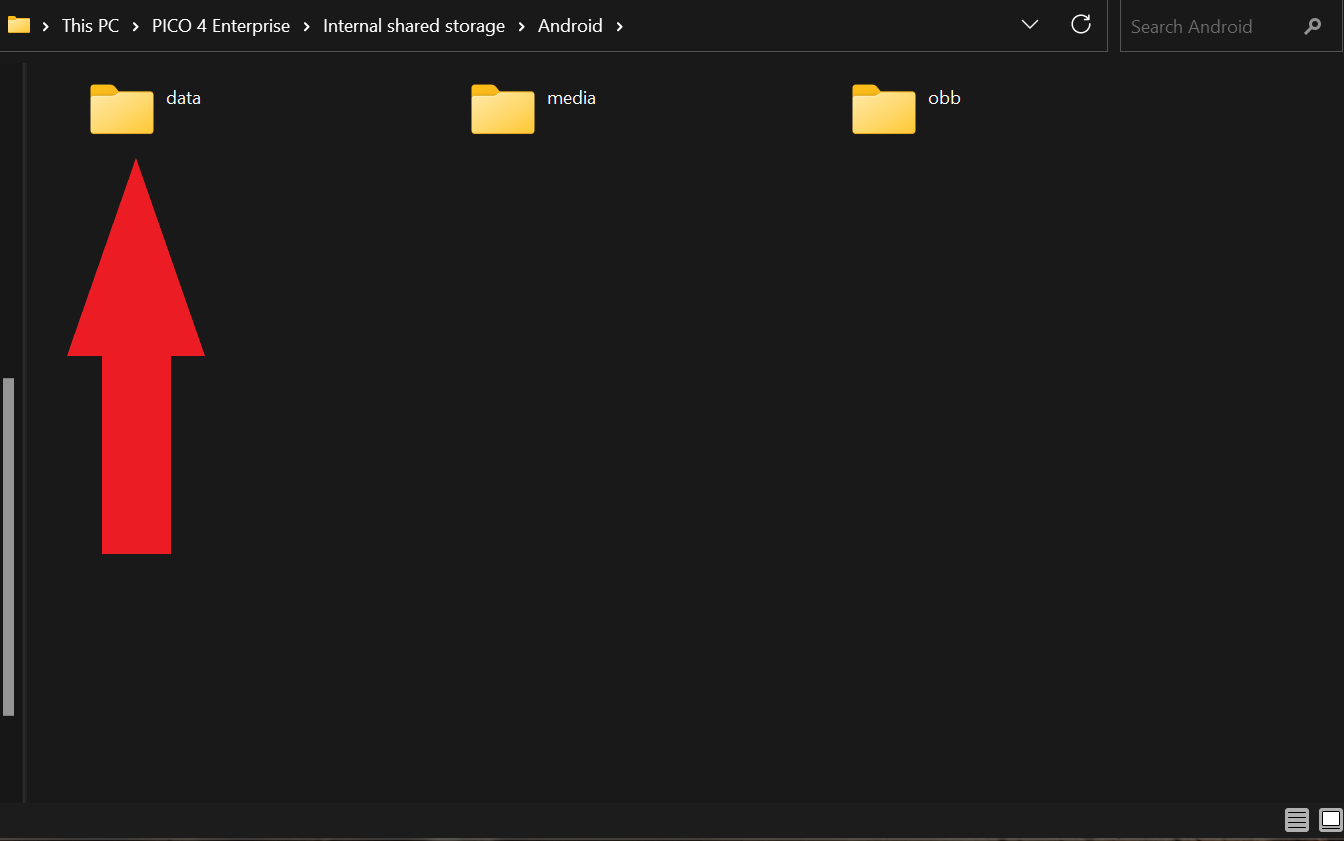 This PC > PICO 4 Enterprise > Internal shared storage > Android >
Search Android
data
media
obb